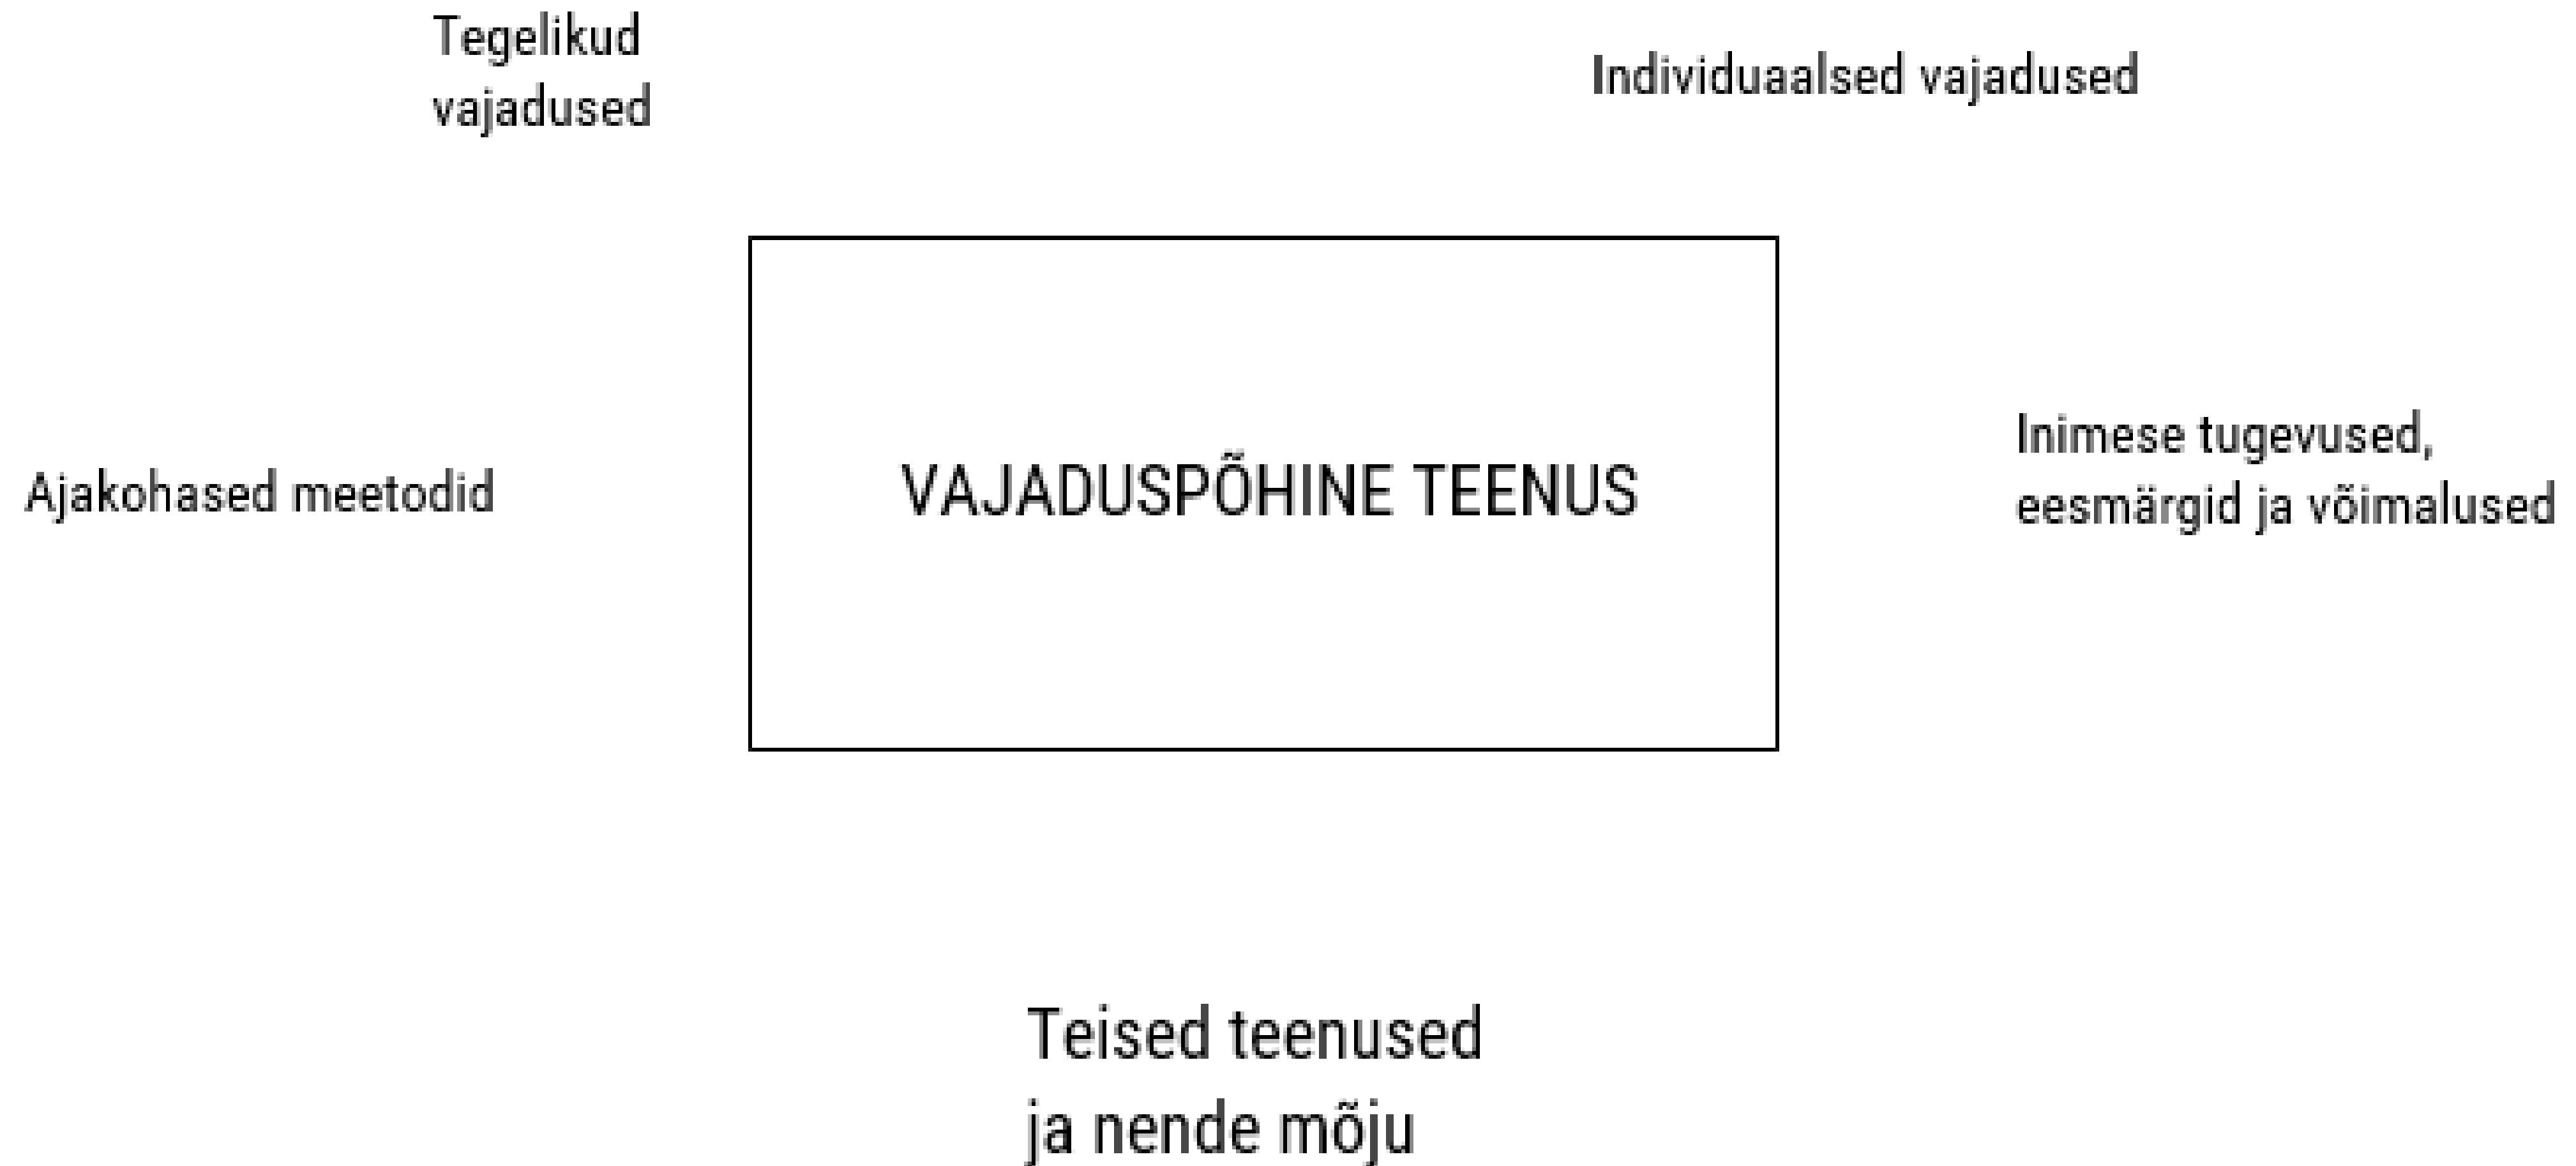 Tegelikud
vajadused
Individuaalsed vajadused
Ajakohased meetodid
VAJADUSPÕHINE TEENUS
Inimese tugevused,
eesmärgid ja võimalused
Teised teenused
ja nende mõju